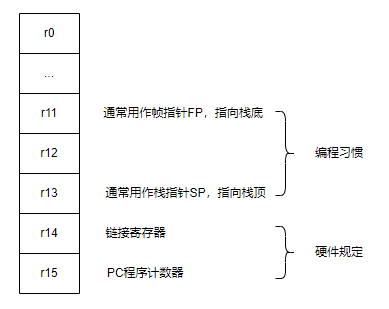 r0
...
r11 通常用作帧指针FP，指向栈底
r12
编程习惯
r13 通常用作栈指针SP，指向栈顶
r14 链接寄存器
硬件规定
r15 PC程序计数器